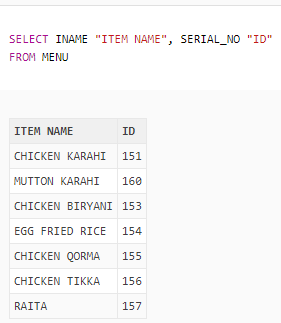 SELECT INAME "ITEM NAME", SERIAL_NO "ID"
FROM MENU
ITEM NAME ID
CHICKEN KARAHI 151
MUTTON KARAHI 160
CHICKEN BIRYANI 153
EGG FRIED RICE 154
CHICKEN QORMA 155
CHICKEN TIKKA 156
RAITA 157